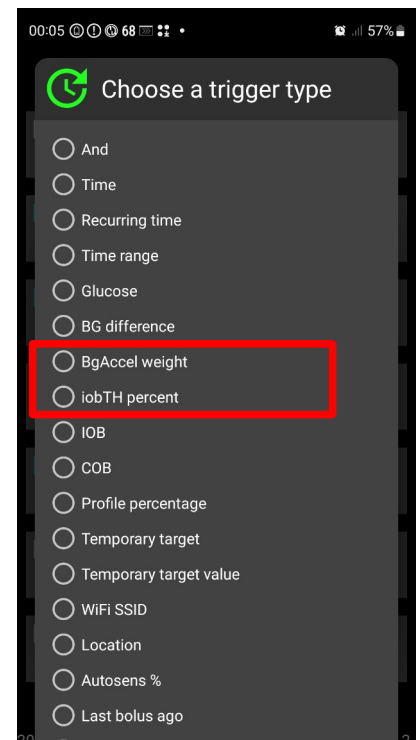 00:05 68 57%
Choose a trigger type
And
Time
Recurring time
Time range
Glucose
BG difference
BgAccel weight
iobTH percent
IOB
COB
Profile percentage
Temporary target
Temporary target value
WiFi SSID
Location
Autosens %
Last bolus ago